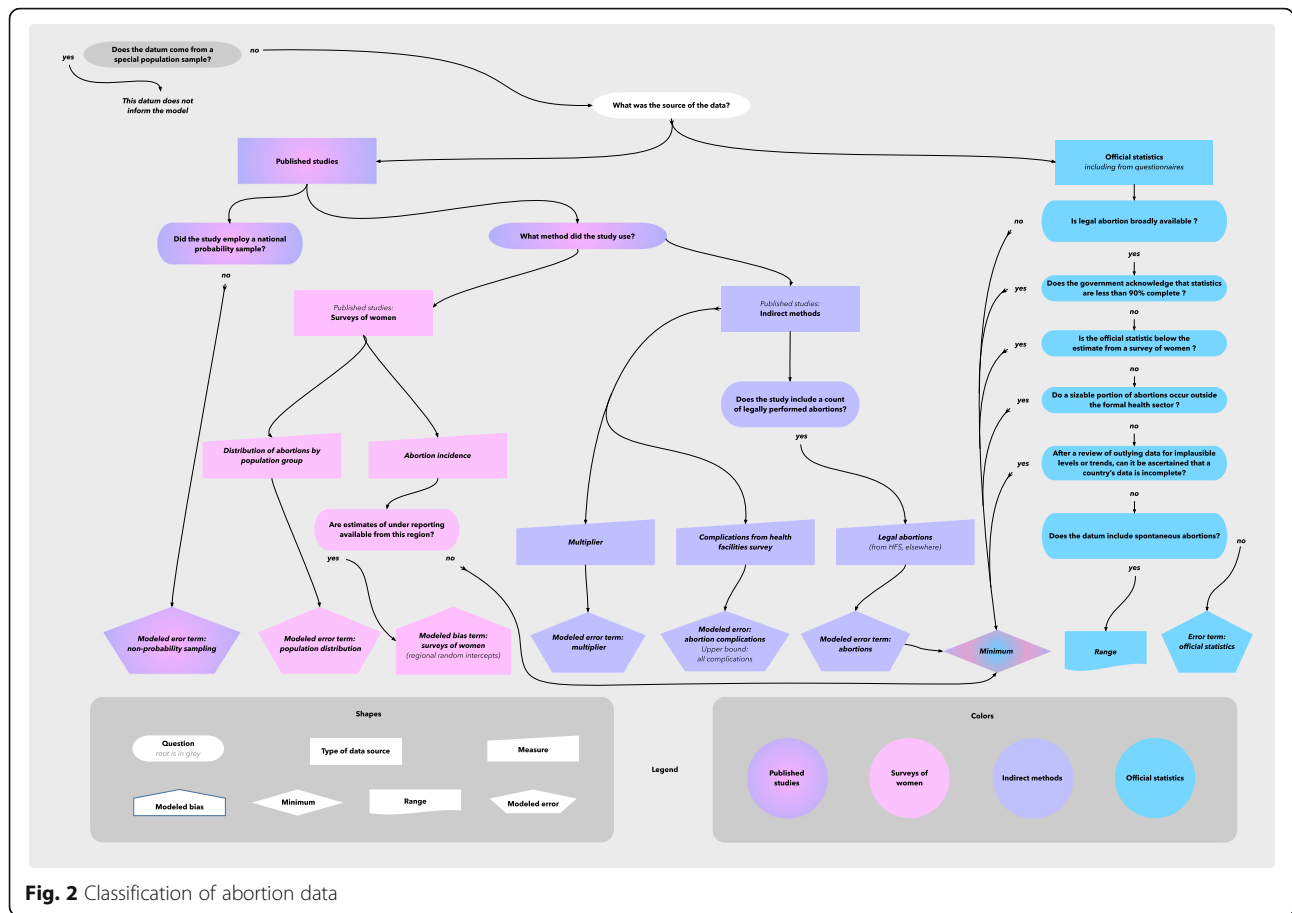 Does the datum come from a
special population sample?
yes
no
This datum does not
inform the model
What was the source of the data?
Published studies
Official statistics
including from questionnaires
Did the study employ a national
probability sample?
no
What method did the study use?
Is legal abortion broadly available ?
no
yes
Published studies:
Surveys of women
Published studies:
Indirect methods
Does the government acknowledge that statistics
are less than 90% complete ?
yes
no
Is the official statistic below the
estimate from a survey of women ?
yes
no
Does the study include a count
of legally performed abortions?
yes
Do a sizable portion of abortions occur outside
the formal health sector ?
yes
no
Distribution of abortions by
population group
Abortion incidence
After a review of outlying data for implausible
levels or trends, can it be ascertained that a
country's data is incomplete?
yes
no
Are estimates of under reporting
available from this region?
yes
no
Multiplier
Complications from health
facilities survey
Legal abortions
(from HFS, elsewhere)
Does the datum include spontaneous abortions?
yes
no
Modeled error term:
non-probability sampling
Modeled error term:
population distribution
Modeled bias term:
surveys of women
(regional random intercepts)
Modeled error term:
multiplier
Modeled error:
abortion complications
Upper bound:
all complications
Modeled error term:
abortions
Minimum
Range
Error term:
official statistics
Shapes
Question
root is in grey
Type of data source
Measure
Modeled bias
Minimum
Range
Modeled error
Legend
Colors
Published
studies
Surveys of
women
Indirect methods
Official statistics
Fig. 2 Classification of abortion data